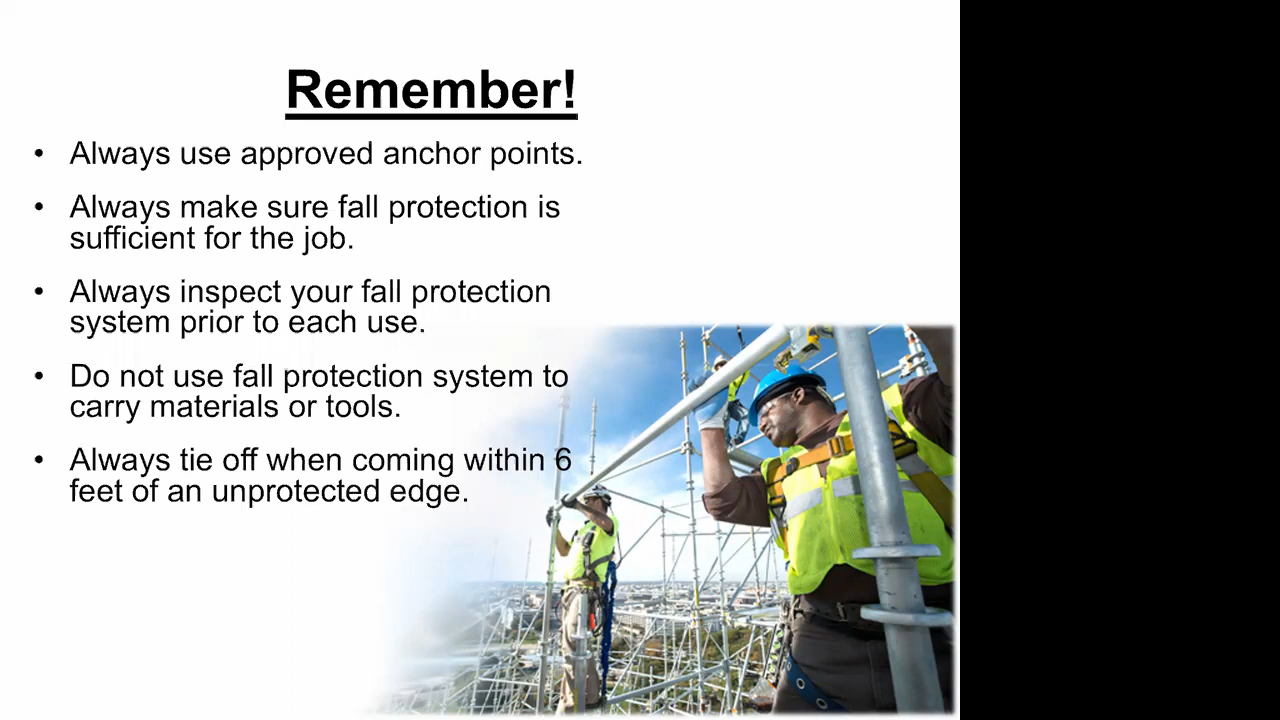 Remember!
• Always use approved anchor points.
• Always make sure fall protection is
sufficient for the job.
• Always inspect your fall protection
system prior to each use.
• Do not use fall protection system to
carry materials or tools.
• Always tie off when coming within 6
feet of an unprotected edge.